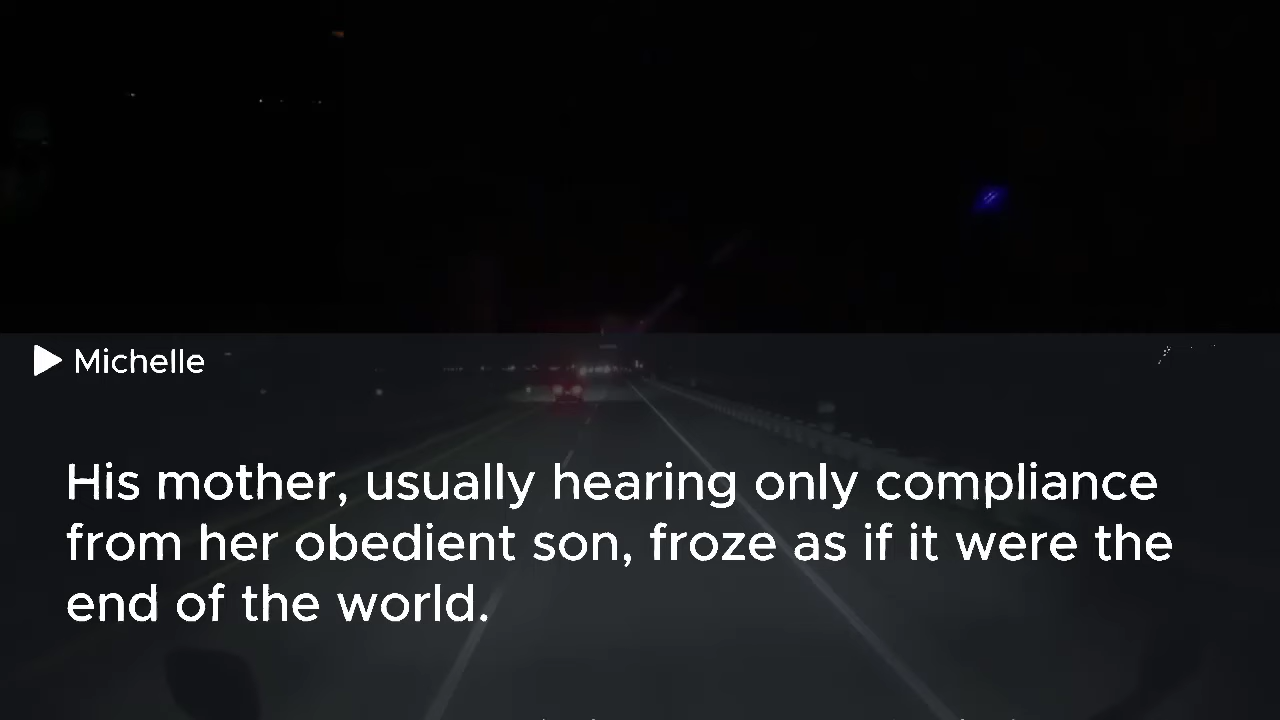 Michelle
His mother, usually hearing only compliance
from her obedient son, froze as if it were the
end of the world.